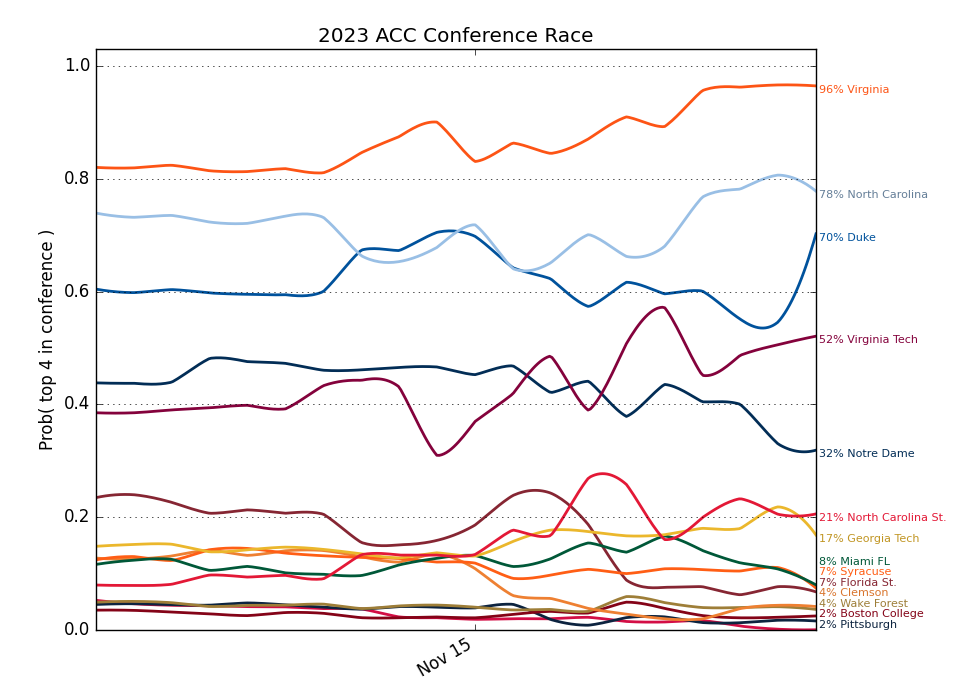 2023 ACC Conference Race
Prob( top 4 in conference )
1.0
0.8
0.6
0.4
0.2
0.0
Nov 15
96% Virginia
78% North Carolina
70% Duke
52% Virginia Tech
32% Notre Dame
21% North Carolina St.
17% Georgia Tech
8% Miami FL
7% Syracuse
7% Florida St.
4% Clemson
4% Wake Forest
2% Boston College
2% Pittsburgh